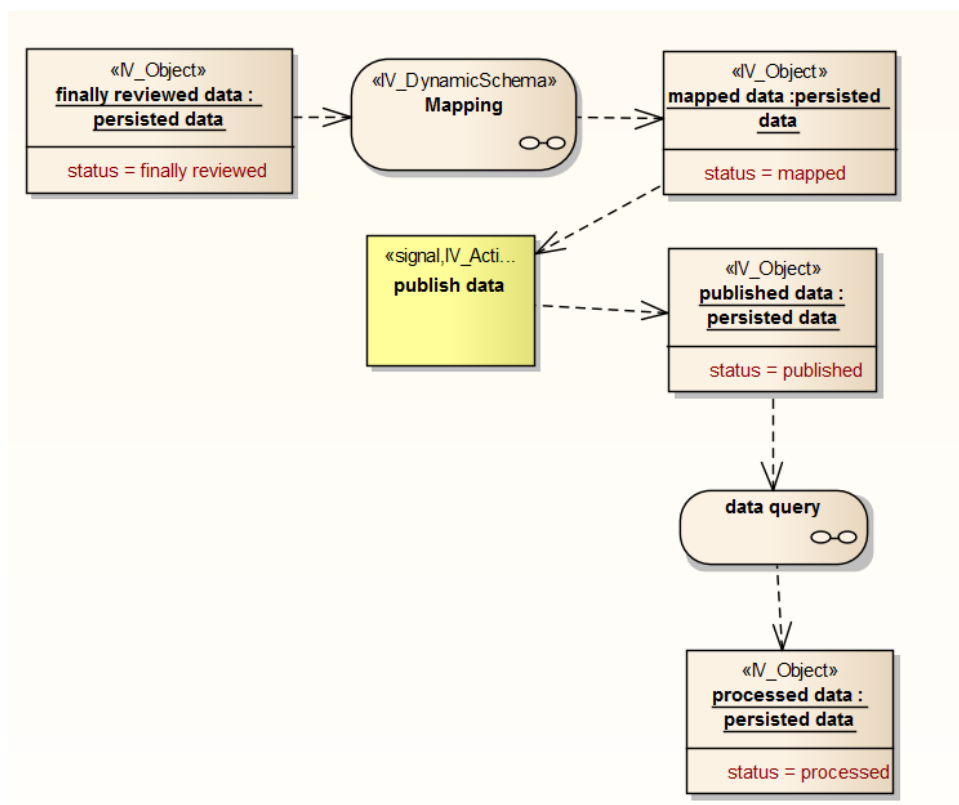 «IV_Object»
finally reviewed data :
persisted data
status = finally reviewed
«IV_DynamicSchema»
Mapping
«IV_Object»
mapped data :persisted
data
status = mapped
«signal,IV_Acti...
publish data
«IV_Object»
published data :
persisted data
status = published
data query
«IV_Object»
processed data :
persisted data
status = processed